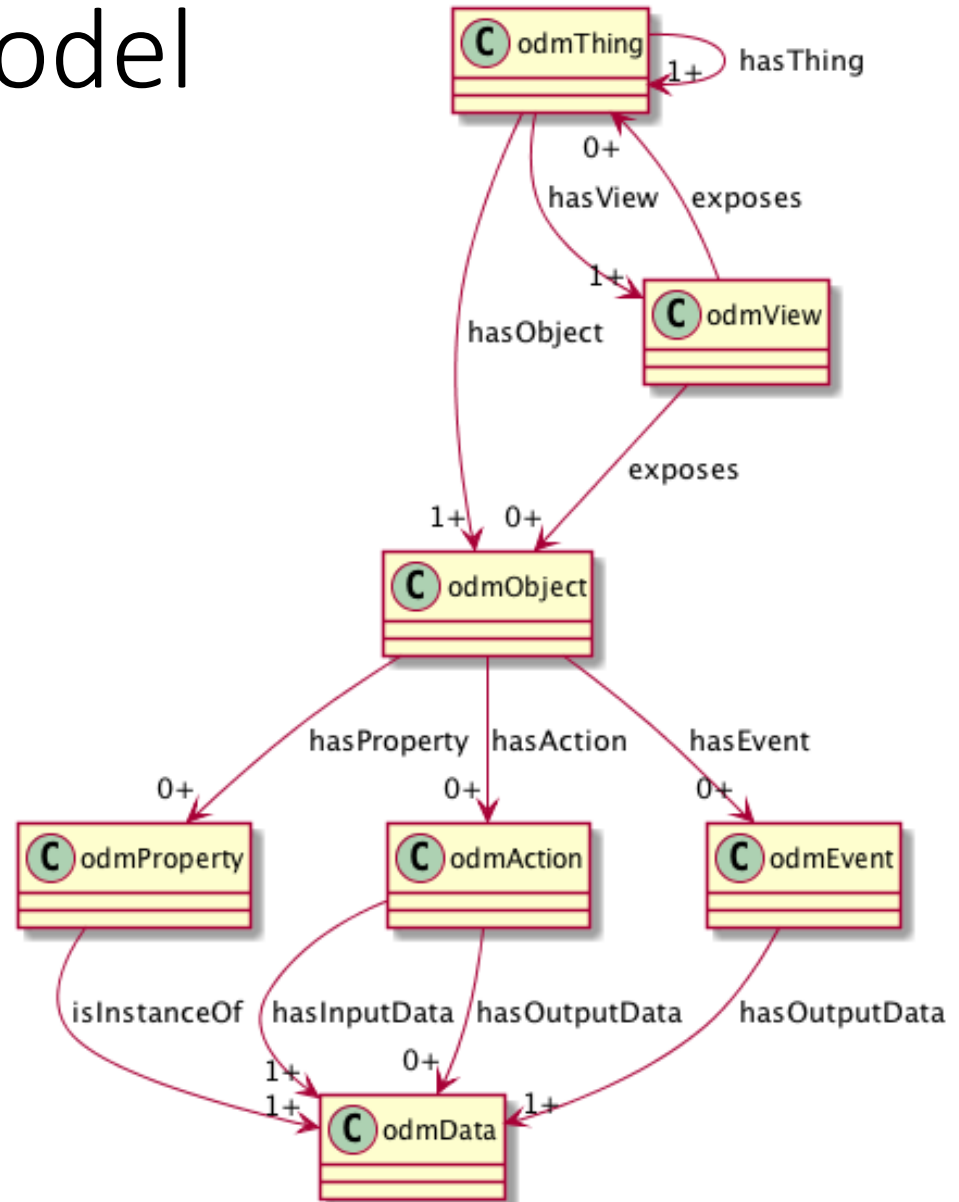 odel
C odmThing
hasThing
1+
0+
hasView
exposes
1+
C odmView
hasObject
exposes
1+
0+
C odmObject
hasProperty
hasAction
hasEvent
0+
0+
0+
C odmProperty
C odmAction
C odmEvent
isInstanceOf
hasInputData
hasOutputData
hasOutputData
0+
1+
1+
1+
C odmData